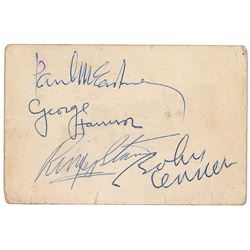 Paul McCartney
George
Harrison
Ringo Starr
John
Lennon